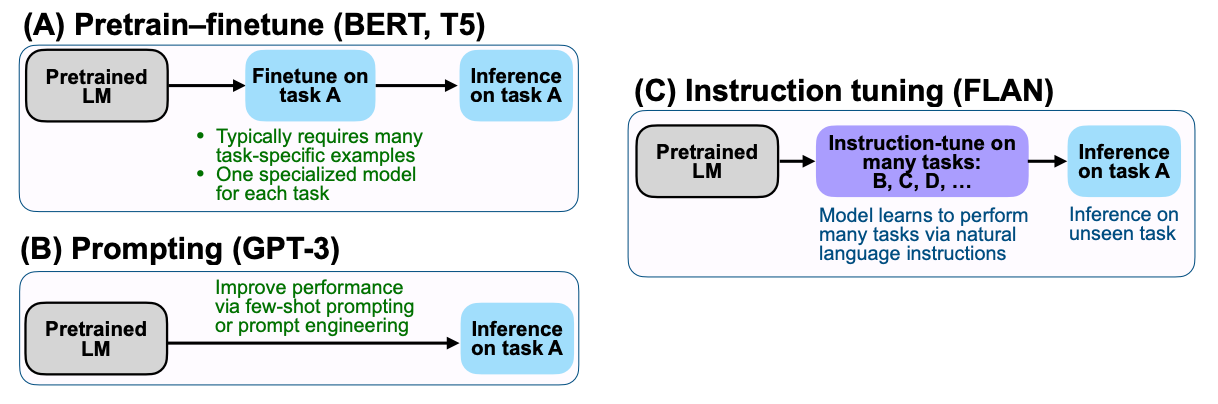 (A) Pretrain–finetune (BERT, T5)
Pretrained
LM
Finetune on
task A
Inference
on task A
• Typically requires many
task-specific examples
• One specialized model
for each task
(B) Prompting (GPT-3)
Improve performance
via few-shot prompting
or prompt engineering
Pretrained
LM
Inference
on task A
(C) Instruction tuning (FLAN)
Pretrained
LM
Instruction-tune on
many tasks:
B, C, D, …
Inference
on task A
Model learns to perform
many tasks via natural
language instructions
Inference on
unseen task